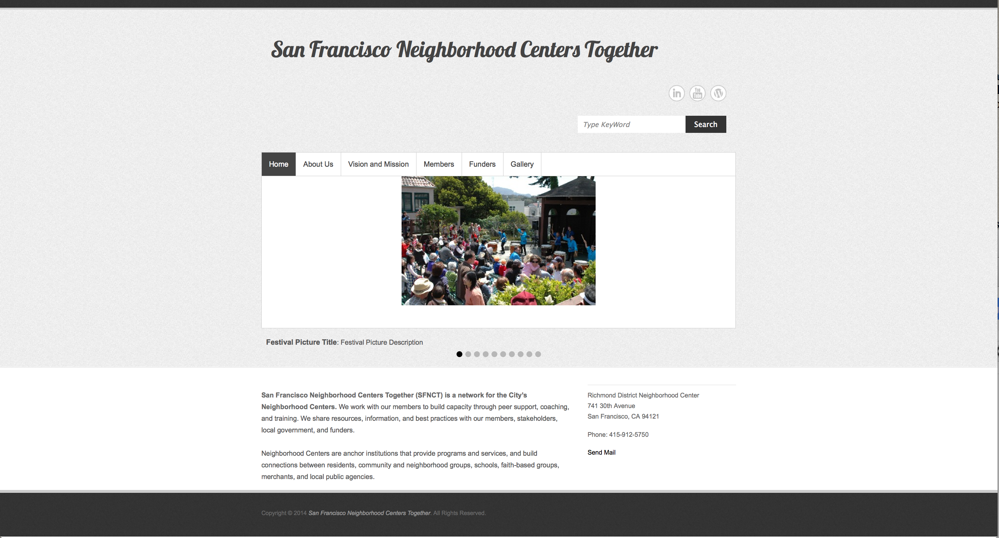 San Francisco Neighborhood Centers Together
in
You
Tube
W
Type KeyWord
Search
Home
About Us
Vision and Mission
Members
Funders
Gallery
Festival Picture Title: Festival Picture Description
San Francisco Neighborhood Centers Together (SFNCT) is a network for the City’s
Neighborhood Centers. We work with our members to build capacity through peer support, coaching,
and training. We share resources, information, and best practices with our members, stakeholders,
local government, and funders.
Neighborhood Centers are anchor institutions that provide programs and services, and build
connections between residents, community and neighborhood groups, schools, faith-based groups,
merchants, and local public agencies.
Richmond District Neighborhood Center
741 30th Avenue
San Francisco, CA 94121
Phone: 415-912-5750
Send Mail
Copyright © 2014 San Francisco Neighborhood Centers Together. All Rights Reserved.